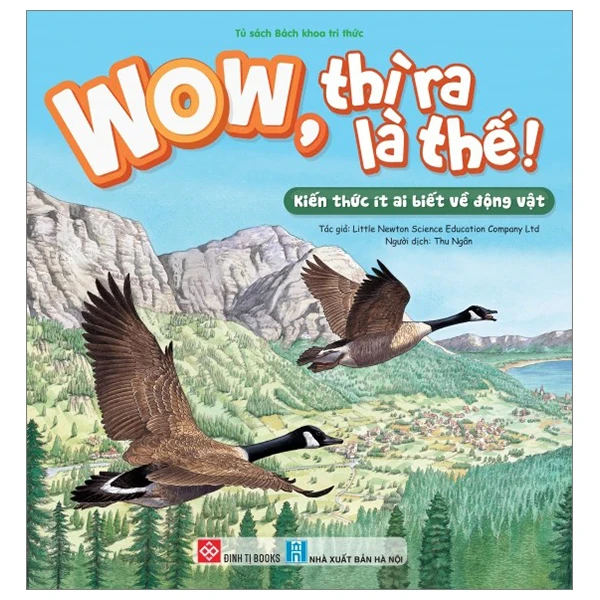 Tủ sách Bách khoa tri thức
WOW, thì ra
là thế!
Kiến thức ít ai biết về động vật
Tác giả: Little Newton Science Education Company Ltd
Người dịch: Thu Ngân
ĐINH TỊ BOOKS NHÀ XUẤT BẢN HÀ NỘI